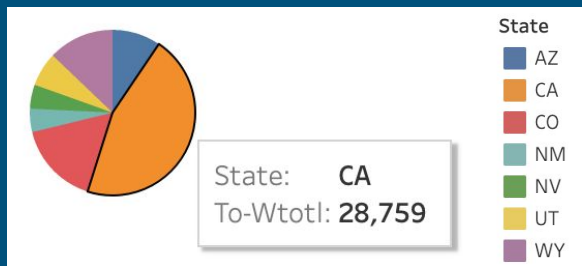 State: CA
To-Wtotl: 28,759
State
AZ
CA
CO
NM
NV
UT
WY